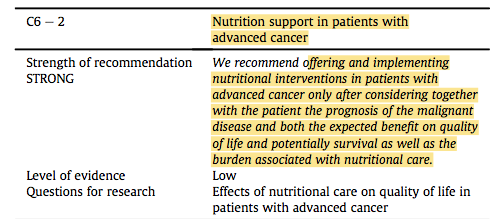 C6 − 2 Nutrition support in patients with
advanced cancer
Strength of recommendation We recommend offering and implementing
STRONG nutritional interventions in patients with
advanced cancer only after considering together
with the patient the prognosis of the malignant
disease and both the expected benefit on quality
of life and potentially survival as well as the
burden associated with nutritional care.
Level of evidence Low
Questions for research Effects of nutritional care on quality of life in
patients with advanced cancer